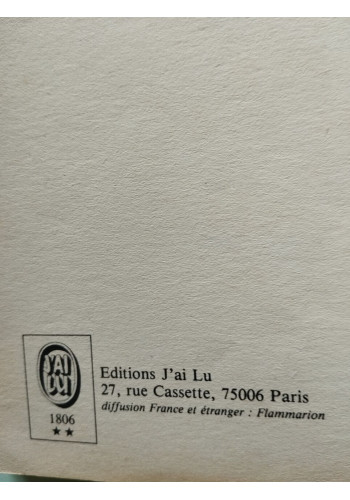 J'AI
LU
1806
★★
Editions J'ai Lu
27, rue Cassette, 75006 Paris
diffusion France et étranger : Flammarion